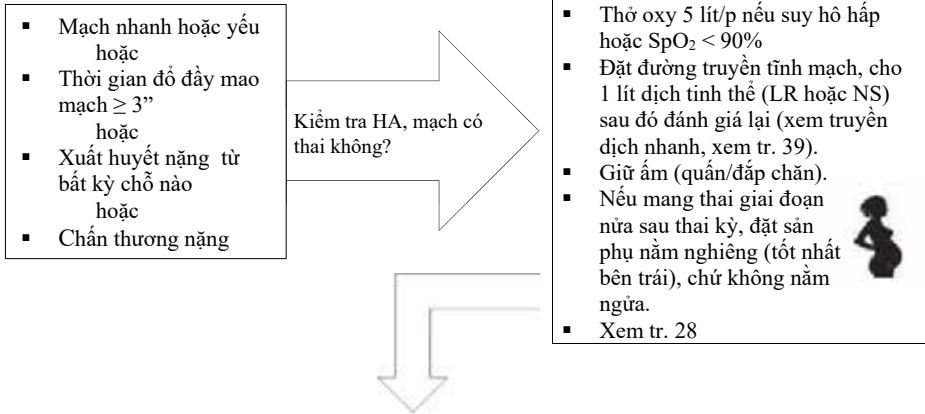 ▪ Mạch nhanh hoặc yếu
hoặc
▪ Thời gian đổ đầy mao
mạch ≥ 3”
hoặc
▪ Xuất huyết nặng từ
bất kỳ chỗ nào
hoặc
▪ Chấn thương nặng
Kiểm tra HA, mạch có
thai không?
▪ Thở oxy 5 lít/p nếu suy hô hấp
hoặc SpO₂ < 90%
▪ Đặt đường truyền tĩnh mạch, cho
1 lít dịch tinh thể (LR hoặc NS)
sau đó đánh giá lại (xem truyền
dịch nhanh, xem tr. 39).
▪ Giữ ấm (quấn/đắp chăn).
▪ Nếu mang thai giai đoạn
nửa sau thai kỳ, đặt sản
phụ nằm nghiêng (tốt nhất
bên trái), chứ không nằm
ngửa.
▪ Xem tr. 28